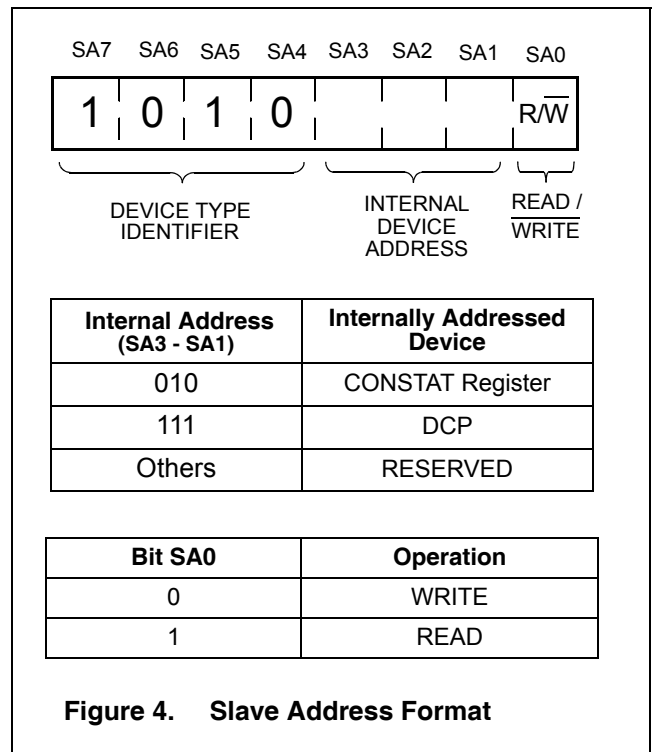 SA7 SA6 SA5 SA4 SA3 SA2 SA1 SA0
1 0 1 0 R/W̅
DEVICE TYPE IDENTIFIER
INTERNAL DEVICE ADDRESS
READ / WRITE
Internal Address (SA3 - SA1) Internally Addressed Device
010 CONSTAT Register
111 DCP
Others RESERVED
Bit SA0 Operation
0 WRITE
1 READ
Figure 4. Slave Address Format